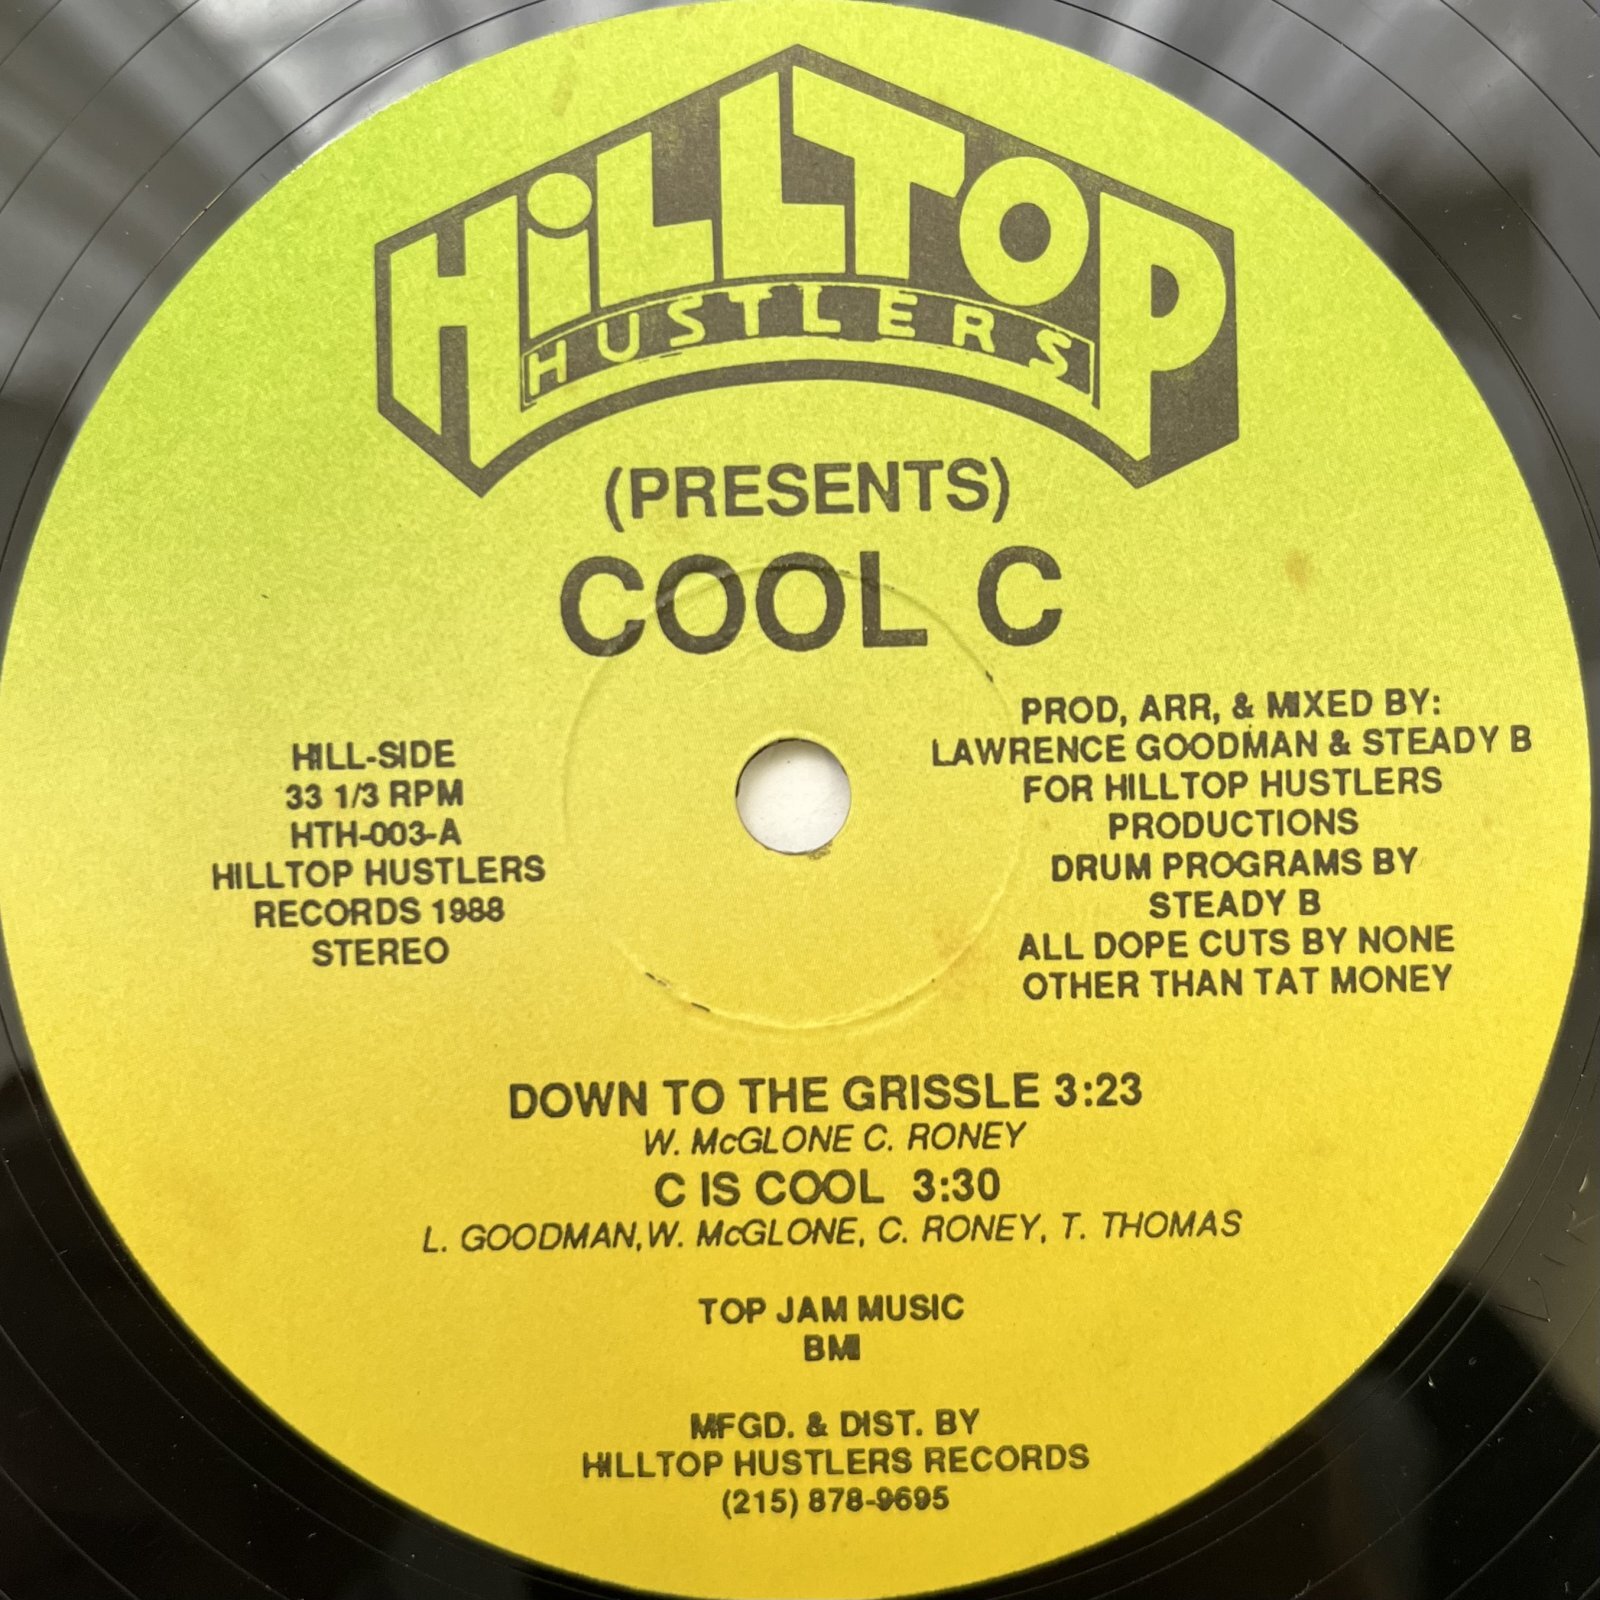 HiLLTOP
HUSTLERS
(PRESENTS)
COOL C
HILL-SIDE
33 1/3 RPM
HTH-003-A
HILLTOP HUSTLERS
RECORDS 1988
STEREO
PROD, ARR, & MIXED BY:
LAWRENCE GOODMAN & STEADY B
FOR HILLTOP HUSTLERS
PRODUCTIONS
DRUM PROGRAMS BY
STEADY B
ALL DOPE CUTS BY NONE
OTHER THAN TAT MONEY
DOWN TO THE GRISSLE 3:23
W. McGLONE C. RONEY
C IS COOL 3:30
L. GOODMAN, W. McGLONE, C. RONEY, T. THOMAS
TOP JAM MUSIC
BMI
MFGD. & DIST. BY
HILLTOP HUSTLERS RECORDS
(215) 878-9695